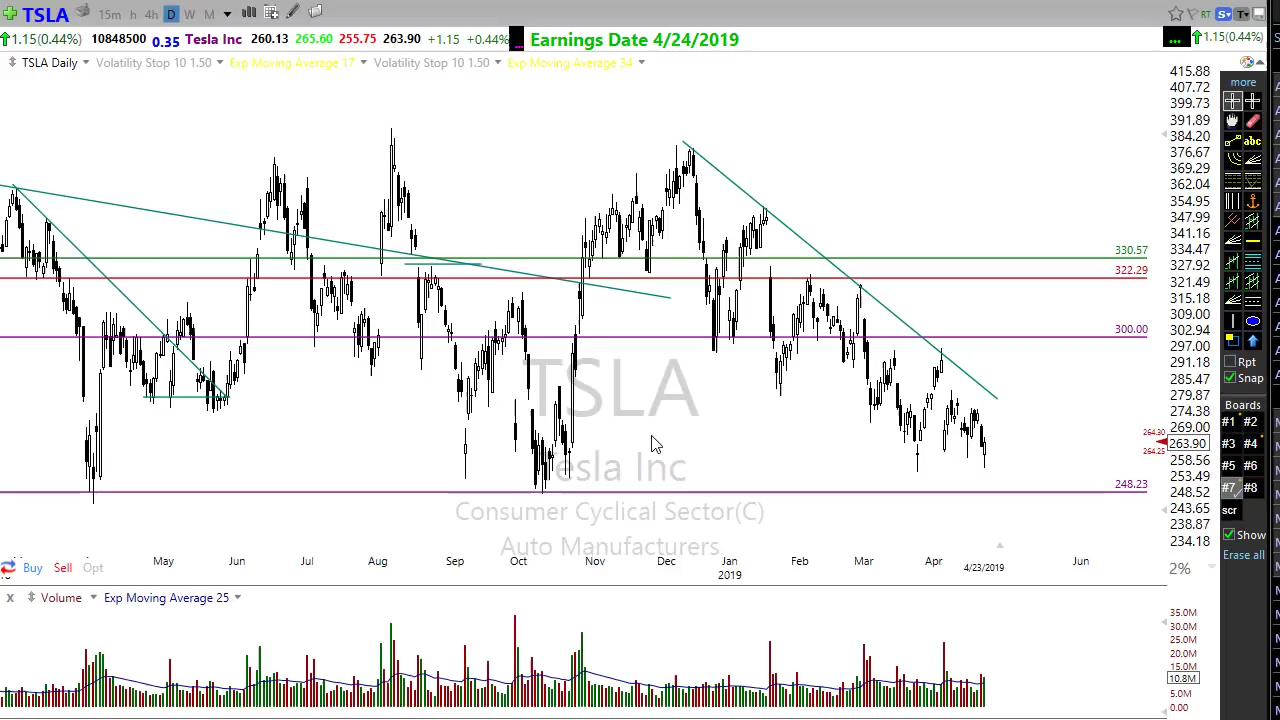 TSLA 15m h 4h D W M RT S T
1.15(0.44%) 10848500 0.35 Tesla Inc 260.13 265.60 255.75 263.90 +1.15 +0.44% ... Earnings Date 4/24/2019 ... 1.15(0.44%)
TSLA Daily Volatility Stop 10 1.50 Exp Moving Average 17 Volatility Stop 10 1.50 Exp Moving Average 34
415.88
407.72
399.73
391.89
384.20
376.67
369.29
362.04
354.95
347.99
341.16
334.47
327.92
321.49
315.18
309.00
302.94
297.00
291.18
285.47
279.87
274.38
269.00
263.90
258.56
253.49
248.52
243.65
238.87
234.18
330.57
322.29
300.00
264.30
264.25
248.23
TSLA
Tesla Inc
Consumer Cyclical Sector(C)
Auto Manufacturers
May Jun Jul Aug Sep Oct Nov Dec Jan Feb Mar Apr 4/23/2019 Jun
2019
Buy Sell Opt
2%
more
abc
Rpt
Snap
Boards
#1 #2
#3 #4
#5 #6
#7 #8
scr
Show
Erase all
X Volume Exp Moving Average 25
35.0M
30.0M
25.0M
20.0M
15.0M
10.8M
5.0M
0.00